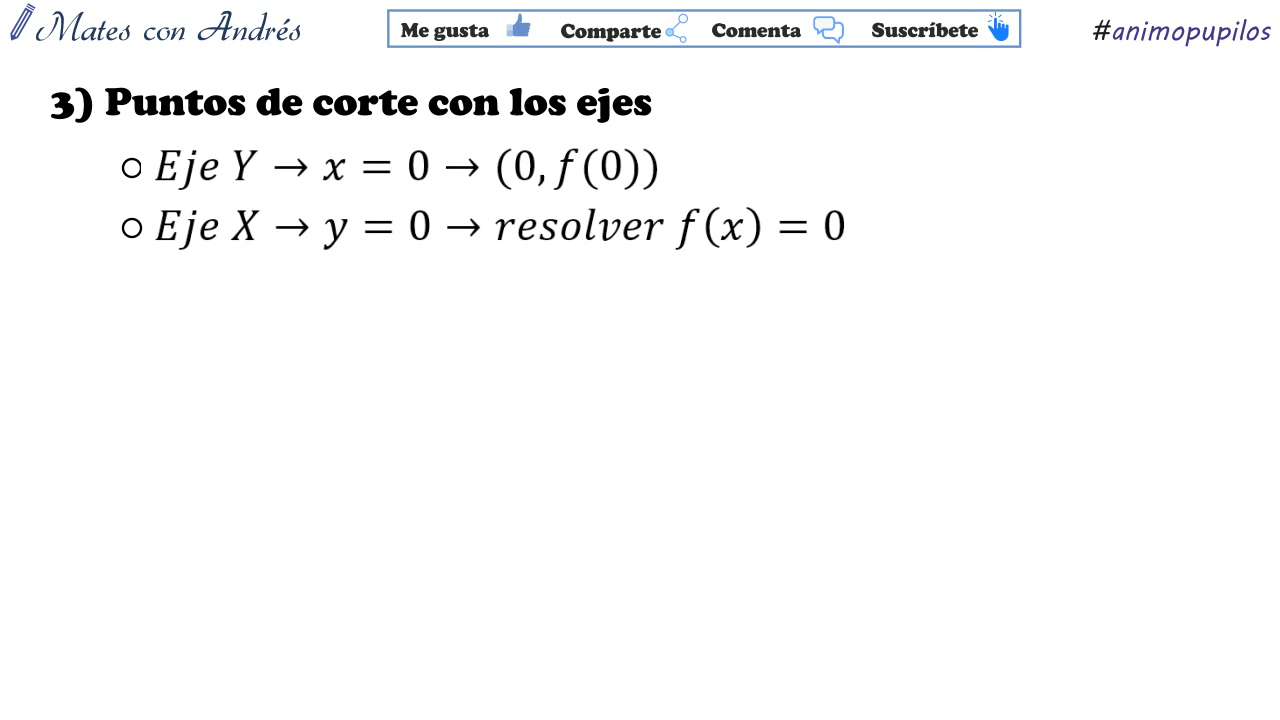 Mates con Andrés
Me gusta Comparte Comenta Suscríbete
#animopupilos
3) Puntos de corte con los ejes
○ Eje Y → x = 0 → (0, f(0))
○ Eje X → y = 0 → resolver f(x) = 0